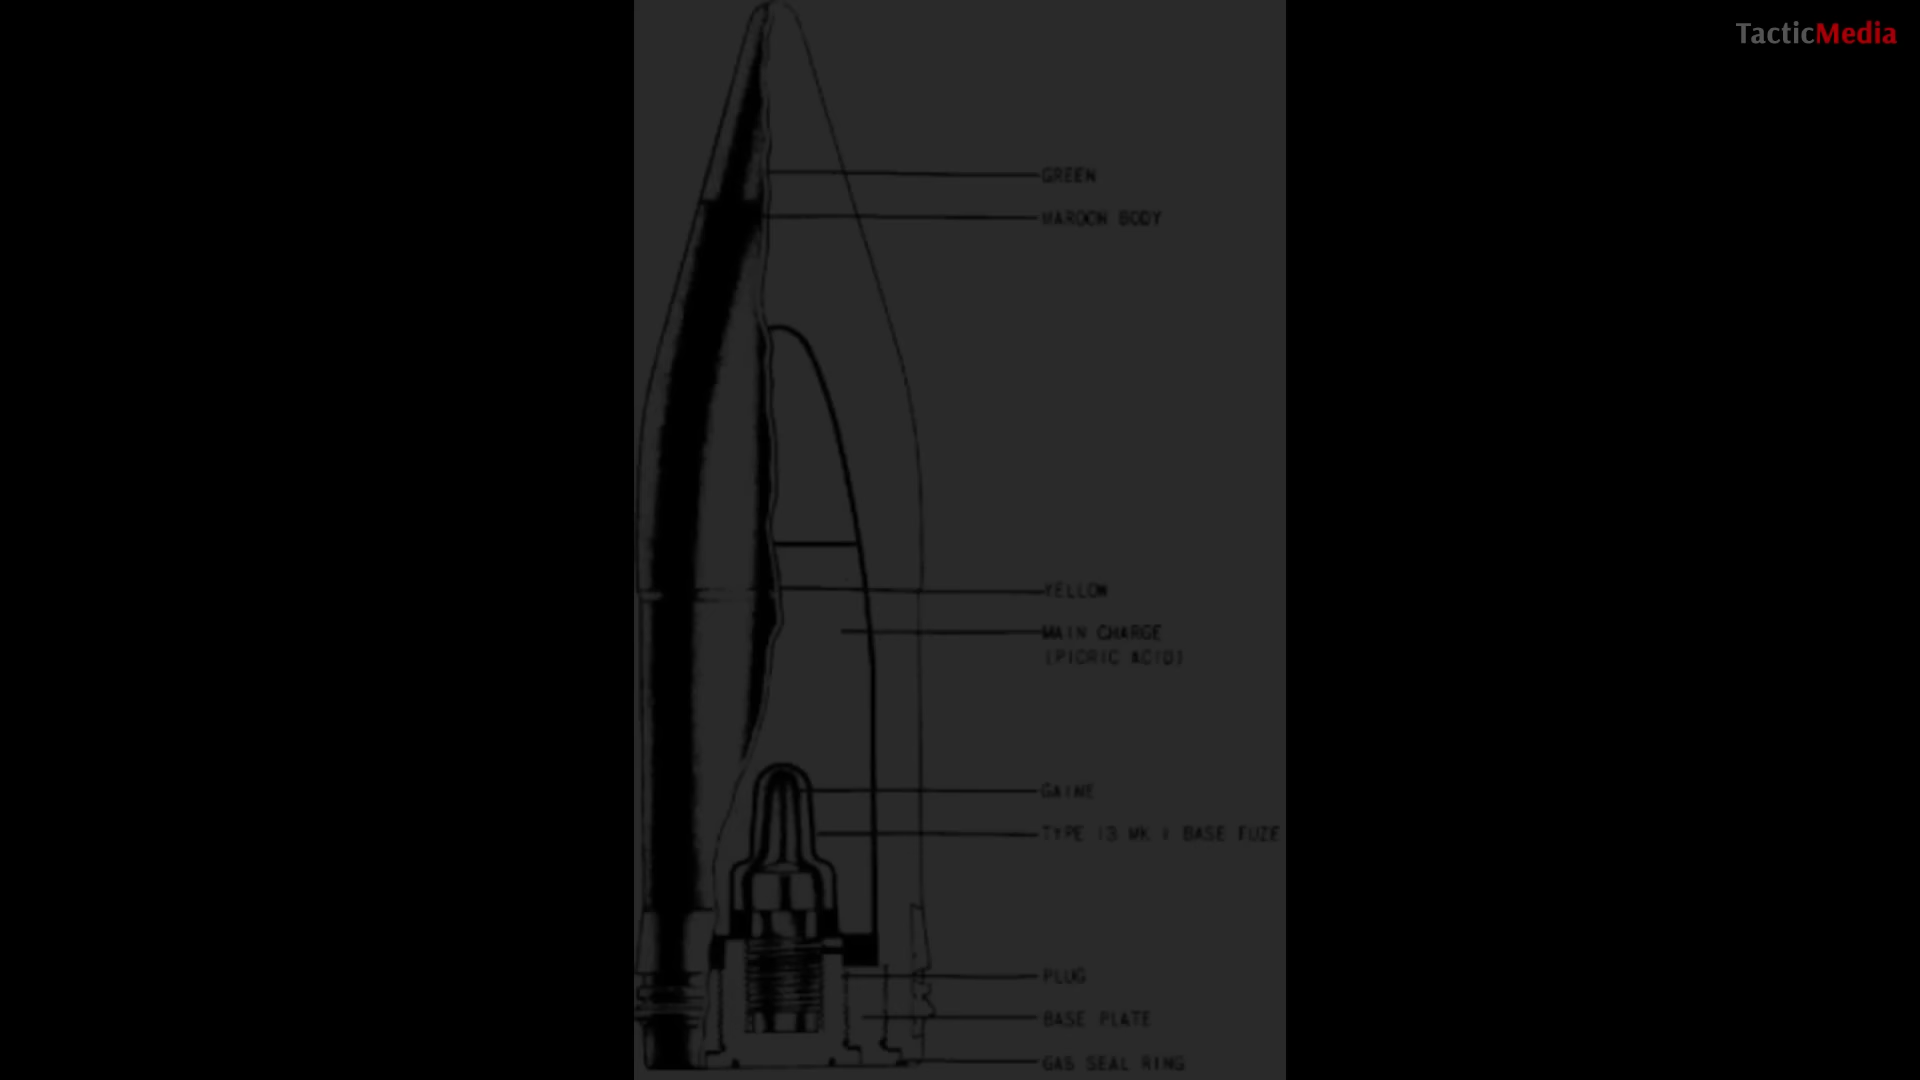 TacticMedia
GREEN
MAROON BODY
YELLOW
MAIN CHARGE
(PICRIC ACID)
GAINE
TYPE 13 MK I BASE FUZE
PLUG
BASE PLATE
GAS SEAL RING